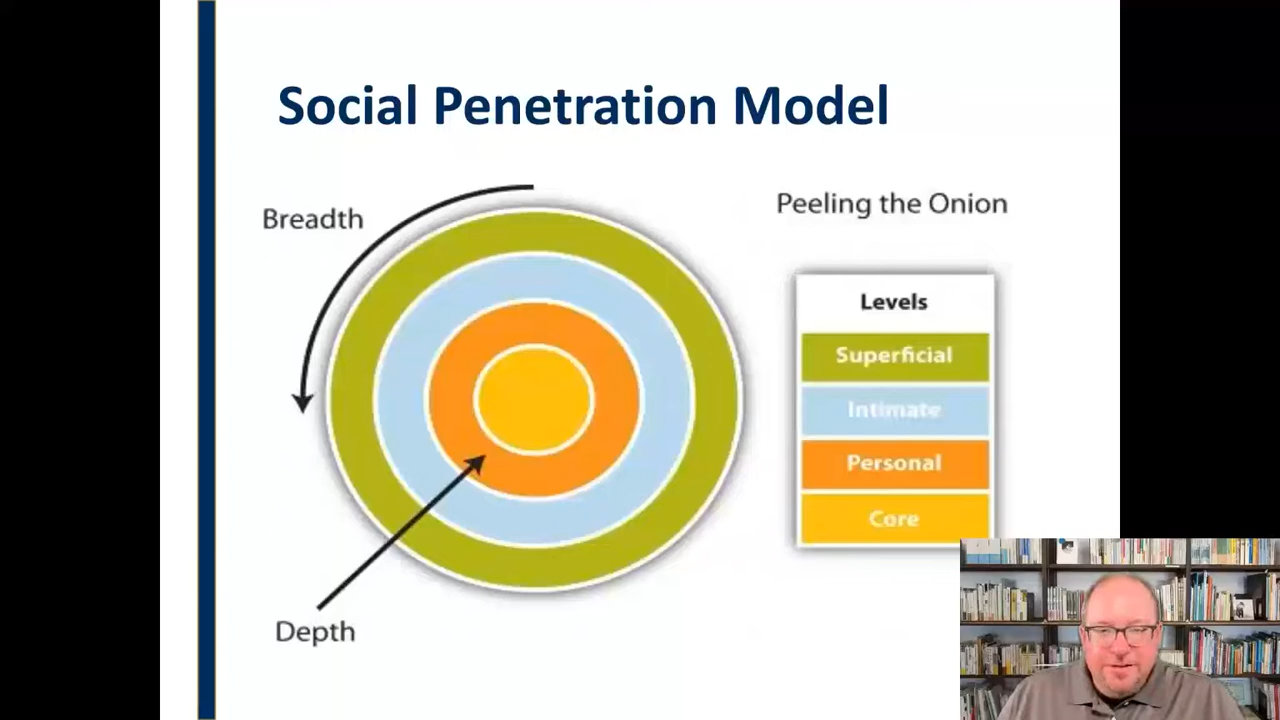 Social Penetration Model
Breadth
Peeling the Onion
Levels
Superficial
Intimate
Personal
Core
Depth